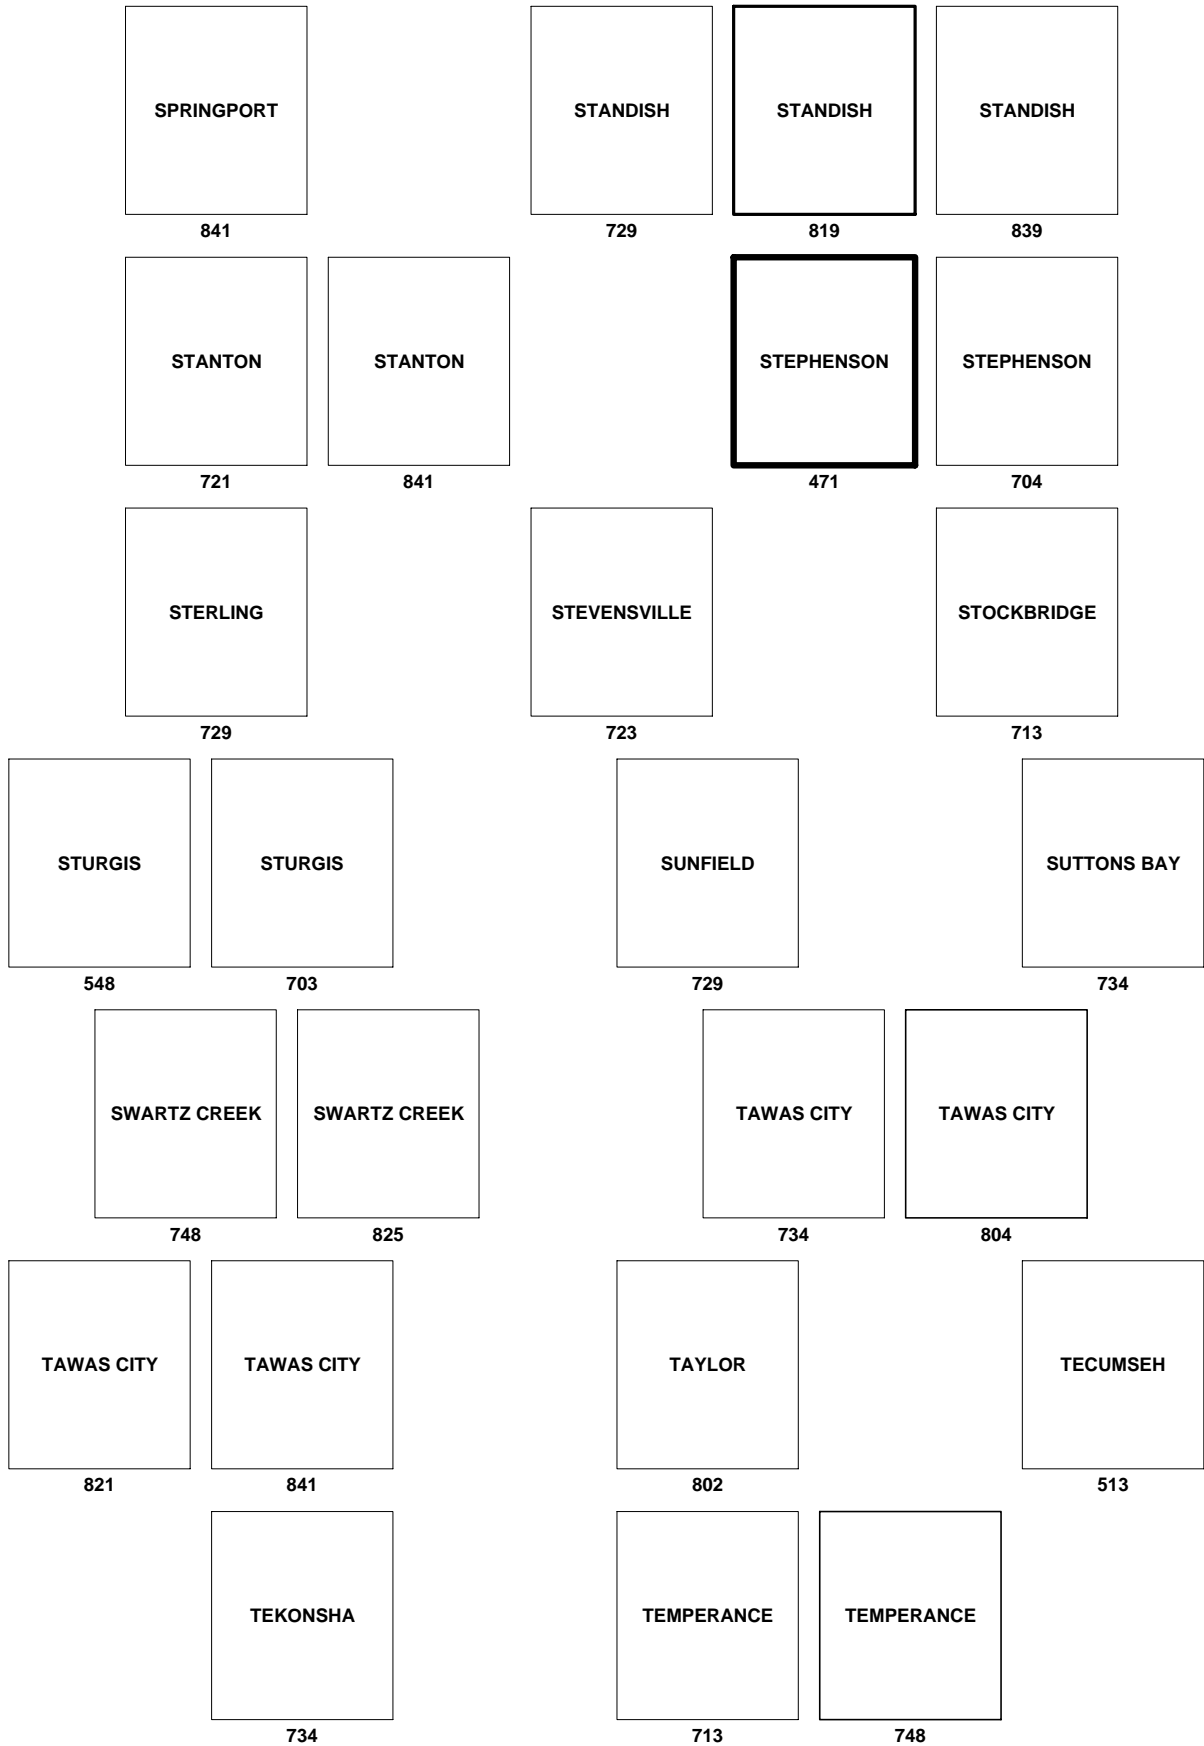 SPRINGPORT STANDISH STANDISH STANDISH
841 729 819 839
STANTON STANTON STEPHENSON STEPHENSON
721 841 471 704
STERLING STEVENSVILLE STOCKBRIDGE
729 723 713
STURGIS STURGIS SUNFIELD SUTTONS BAY
548 703 729 734
SWARTZ CREEK SWARTZ CREEK TAWAS CITY TAWAS CITY
748 825 734 804
TAWAS CITY TAWAS CITY TAYLOR TECUMSEH
821 841 802 513
TEKONSHA TEMPERANCE TEMPERANCE
734 713 748